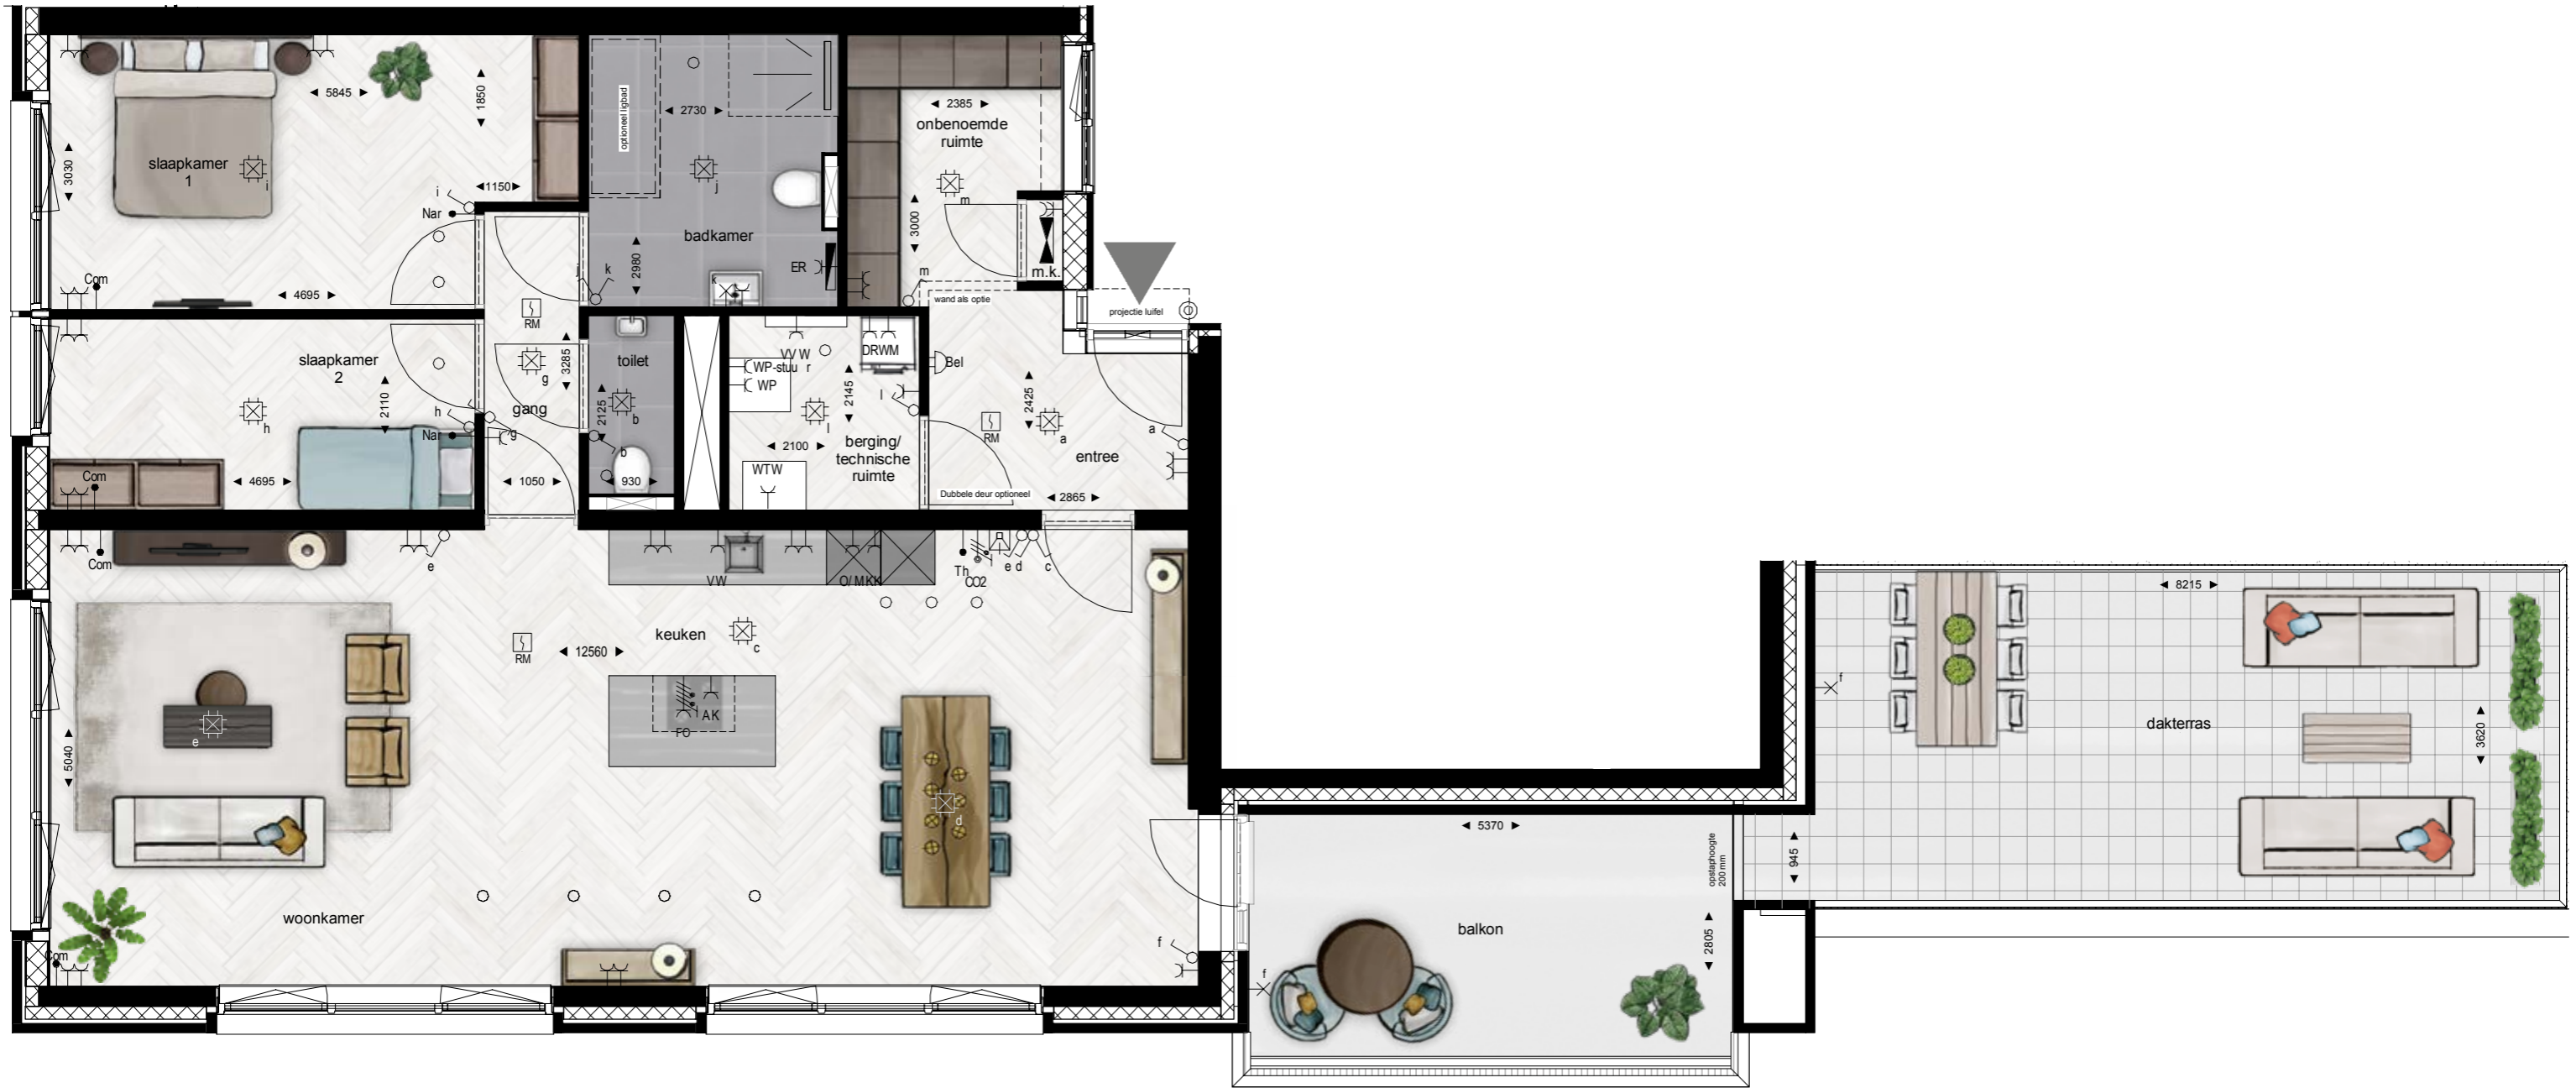 5845
1850
slaapkamer
1
i
3030
1150
i
Nar
Com
4695
optioneel ligbad
2730
j
badkamer
2980
ER
j
k
k
2385
onbenoemde
ruimte
m
3000
m
m.k.
wand als optie
projectie luifel
RM
slaapkamer
2
2110
h
h
Nar
g
Com
4695
g
gang
3285
1050
toilet
2125
b
b
930
VVW
WP-stuur
WP
DRWM
2145
l
l
2100
berging/
technische
ruimte
WTW
Bel
2425
RM
a
a
entree
Dubbele deur optioneel
2865
Com
e
VW
O/MKK
Th
CO2
e
d
c
RM
12560
keuken
c
AK
FO
5040
e
d
woonkamer
Com
f
f
5370
balkon
opstaphoogte
200 mm
2805
945
f
8215
dakterras
3620